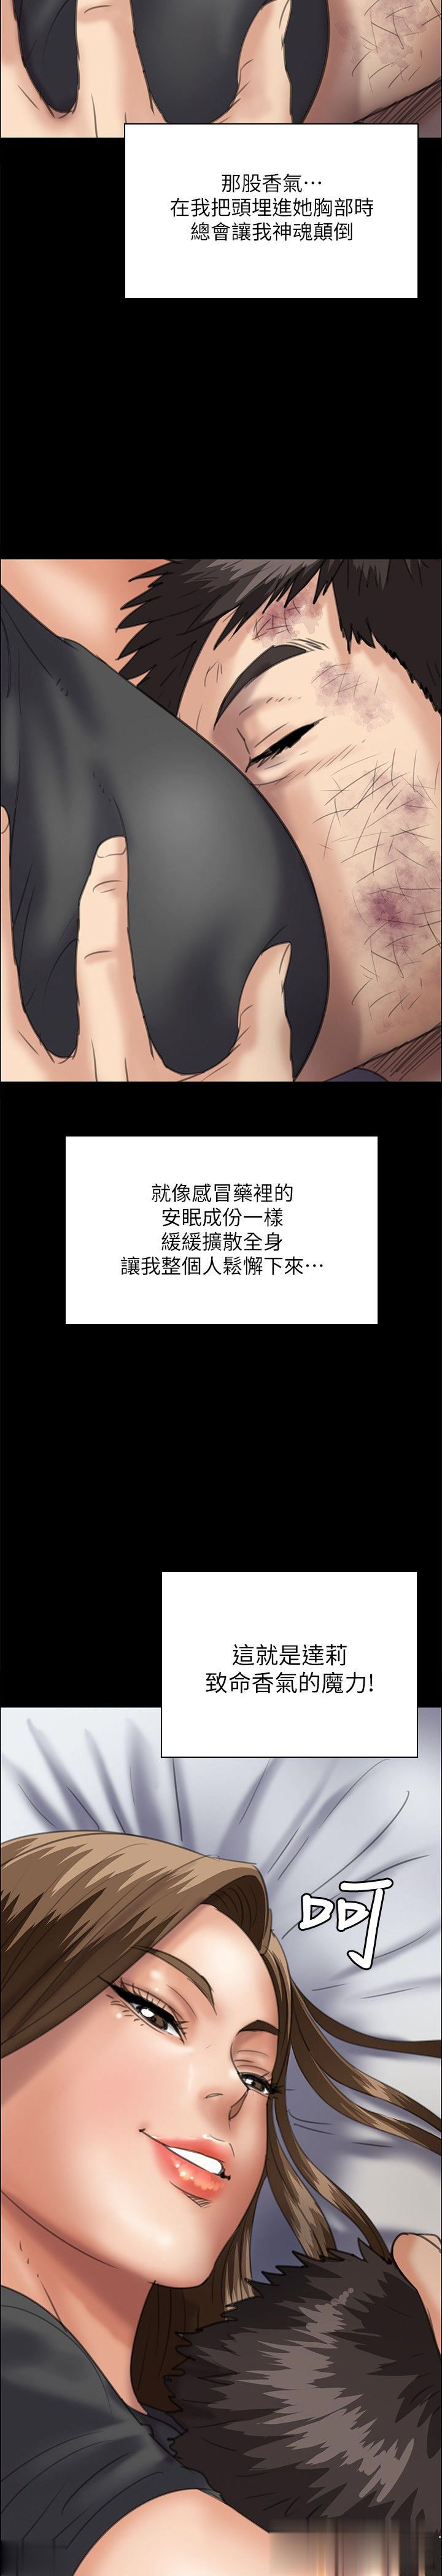 那股香氣⋯
在我把頭埋進她胸部時
總會讓我神魂顛倒
就像感冒藥裡的
安眠成份一樣
緩緩擴散全身
讓我整個人鬆懈下來⋯
這就是達莉
致命香氣的魔力!
呵